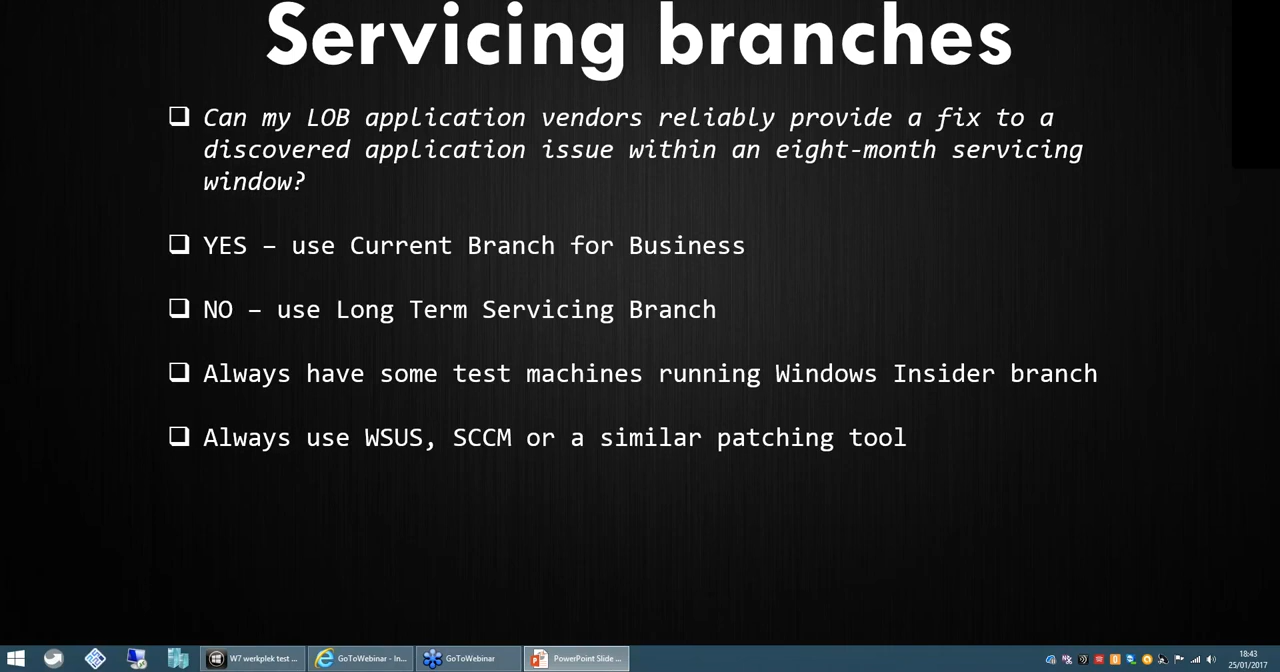 Servicing branches
Can my LOB application vendors reliably provide a fix to a
discovered application issue within an eight-month servicing
window?
YES – use Current Branch for Business
NO – use Long Term Servicing Branch
Always have some test machines running Windows Insider branch
Always use WSUS, SCCM or a similar patching tool
W7 werkplek test ...
GoToWebinar - In...
GoToWebinar
PowerPoint Slide ...
18:43
25/01/2017